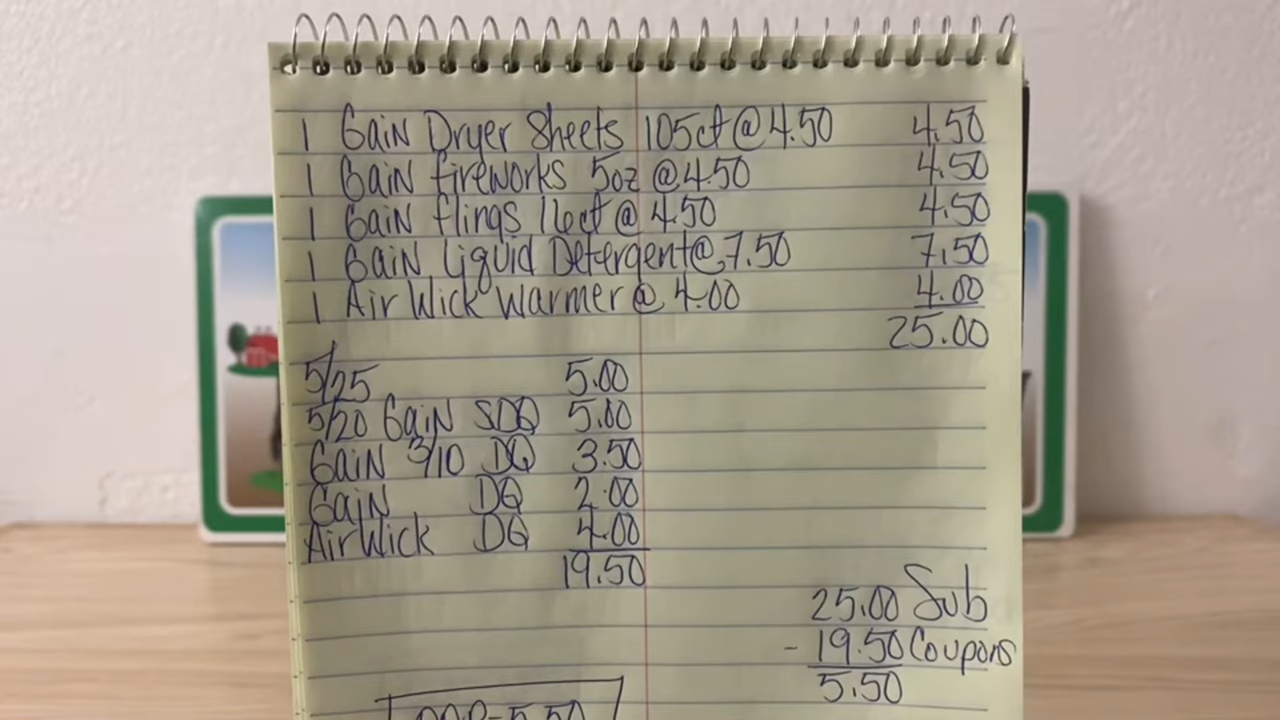 1 Gain Dryer Sheets 105ct @ 4.50 4.50
1 Gain fireworks 5oz @ 4.50 4.50
1 Gain flings 16ct @ 4.50 4.50
1 Gain Liquid Detergent @ 7.50 7.50
1 Air Wick Warmer @ 4.00 4.00
25.00
5/25 5.00
5/20 Gain SDQ 5.00
Gain 3/10 DQ 3.50
Gain DQ 2.00
AirWick DQ 4.00
19.50
25.00 Sub
- 19.50 Coupons
5.50
OOP-5.50